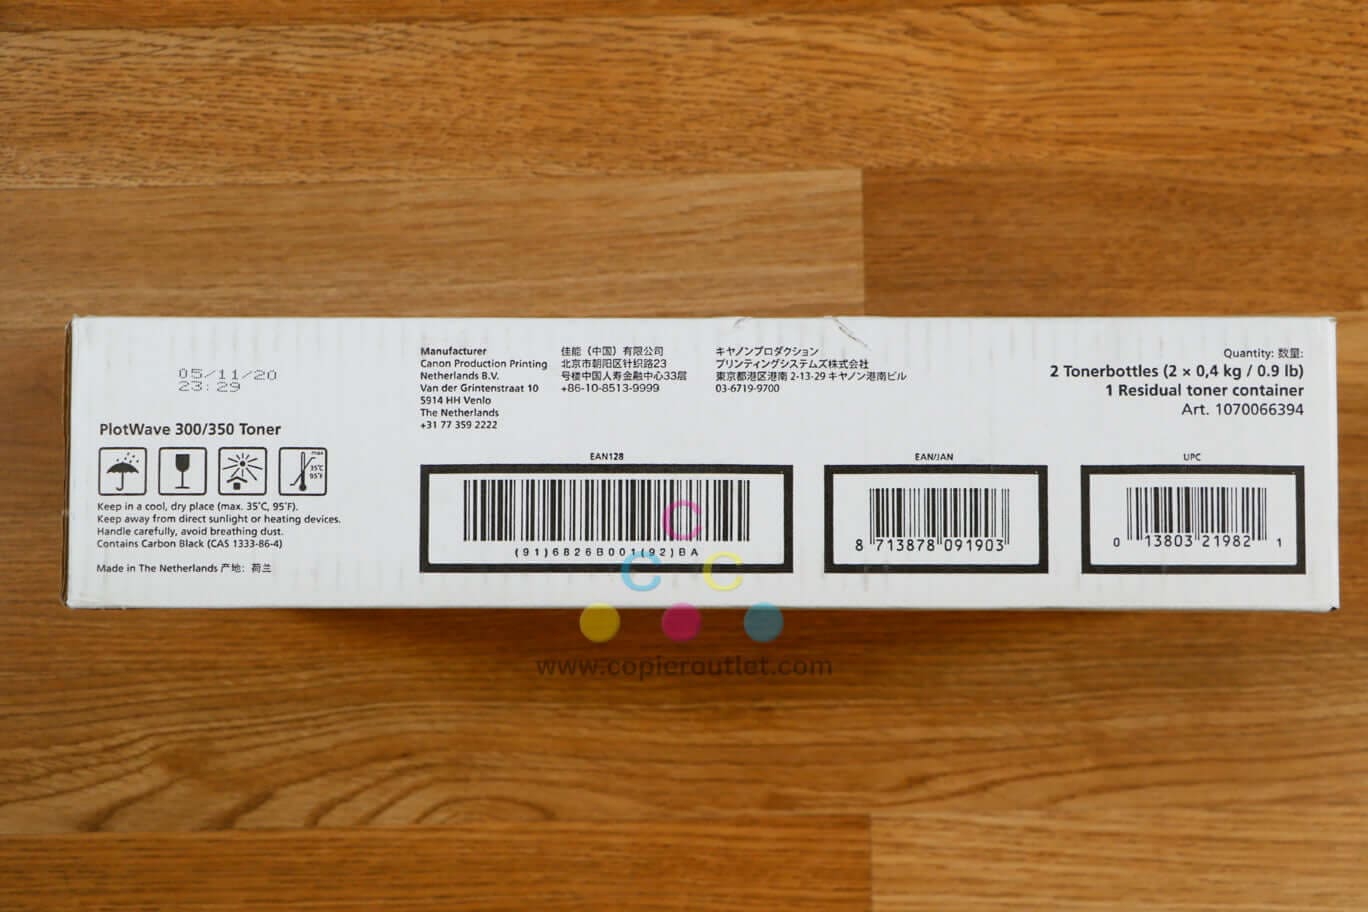 05/11/20
23:29
PlotWave 300/350 Toner
max
35°C
95°F
Keep in a cool, dry place (max. 35°C, 95°F).
Keep away from direct sunlight or heating devices.
Handle carefully, avoid breathing dust.
Contains Carbon Black (CAS 1333-86-4)
Made in The Netherlands 产地: 荷兰
Manufacturer
Canon Production Printing
Netherlands B.V.
Van der Grintenstraat 10
5914 HH Venlo
The Netherlands
+31 77 359 2222
佳能（中国）有限公司
北京市朝阳区针织路23
号楼中国人寿金融中心33层
+86-10-8513-9999
キヤノンプロダクション
プリンティングシステムズ株式会社
東京都港区港南 2-13-29 キヤノン港南ビル
03-6719-9700
Quantity: 数量:
2 Tonerbottles (2 × 0,4 kg / 0.9 lb)
1 Residual toner container
Art. 1070066394
EAN128
(91)6826B001(92)BA
EAN/JAN
8 713878 091903
UPC
0 13803 21982 1
C
C C
www.copieroutlet.com